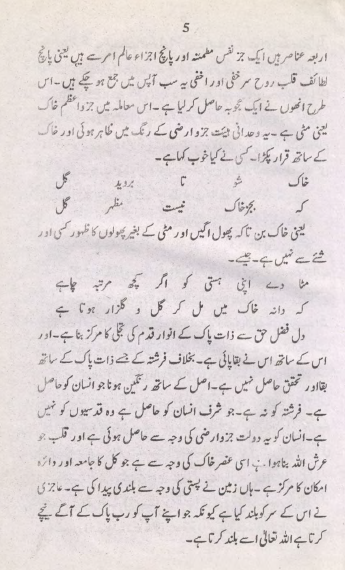 5
اربعہ عناصر ہیں ایک جز نفس مطمئنہ اور پانچ اجزاء عالم امر سے ہیں یعنی پانچ
لطائف قلب روح سر خفی اور اخفی یہ سب آپس میں جمع ہو چکے ہیں۔اس
طرح انھوں نے ایک عجوبہ حاصل کر لیا ہے۔اس معاملہ میں جزو اعظم خاک
یعنی مٹی ہے۔یہ وحدانی ہیئت جزو ارضی کے رنگ میں ظاہر ہوئی اور خاک
کے ساتھ قرار پکڑا۔کسی نے کیا خوب کہا ہے۔
خاک شو تا بروید گل
کہ بجز خاک نیست مظہر گل
یعنی خاک بن تاکہ پھول اگیں اور مٹی کے بغیر پھولوں کا ظہور کسی اور
شئے سے نہیں ہے۔جیسے۔
مٹا دے اپنی ہستی کو اگر کچھ مرتبہ چاہے
کہ دانہ خاک میں مل کر گل و گلزار ہوتا ہے
دل فضل حق سے ذات پاک کے انوار قدم کی تجلی کا مرکز بنا ہے۔اور
اس کے ساتھ اس نے بقا پائی ہے۔بخلاف فرشتہ کے جسے ذات پاک کے ساتھ
بقا اور تحقق حاصل نہیں ہے۔اصل کے ساتھ رنگین ہونا جو انسان کو حاصل
ہے۔ فرشتہ کو نہ ہے۔جو شرف انسان کو حاصل ہے وہ قدسیوں کو نہیں
ہے۔انسان کو یہ دولت جزو ارضی کی وجہ سے حاصل ہوئی ہے اور قلب جو
عرش اللہ بنا ہوا ہے اسی عنصر خاک کی وجہ سے ہے جو کل کا جامعہ اور دائرہ
امکان کا مرکز ہے۔ہاں زمین نے پستی کی وجہ سے بلندی پیدا کی ہے۔عاجزی
نے اس کے سر کو بلند کیا ہے کیونکہ جو اپنے آپ کو رب پاک کے آگے نیچے
کرتا ہے اللہ تعالیٰ اسے بلند کرتا ہے۔